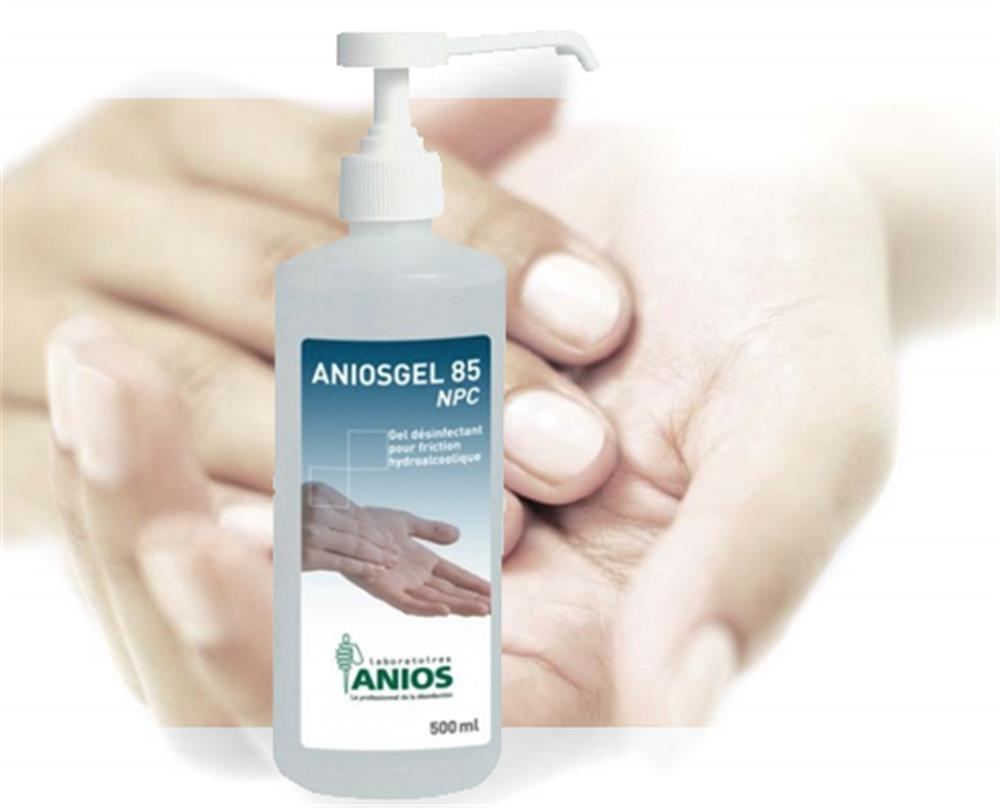 ANIOSGEL 85
NPC
Gel désinfectant
pour friction
hydroalcoolique
laboratoires
ANIOS
Le professionnel de la désinfection
500 ml